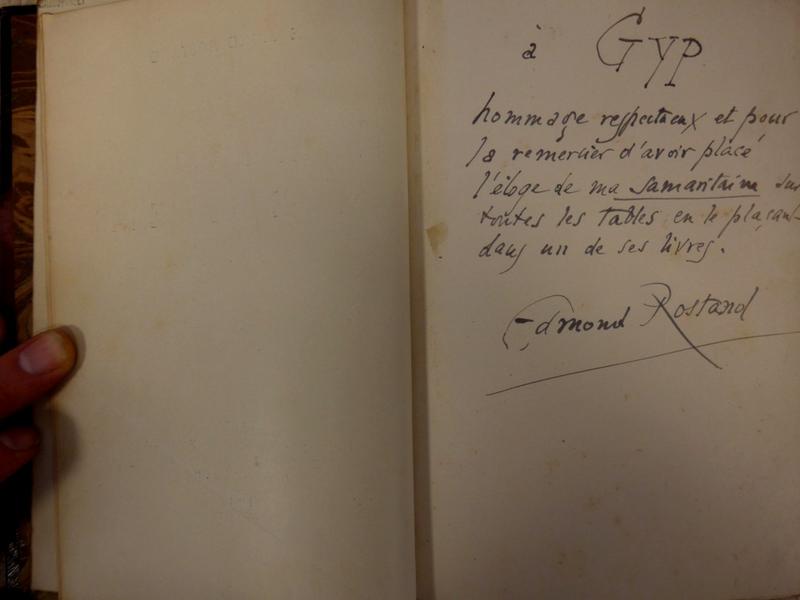 à GYP
hommage respectueux et pour
la remercier d'avoir placé
l'éloge de ma Samaritaine sur
toutes les tables en le plaçant
dans un de ses livres.
Edmond Rostand